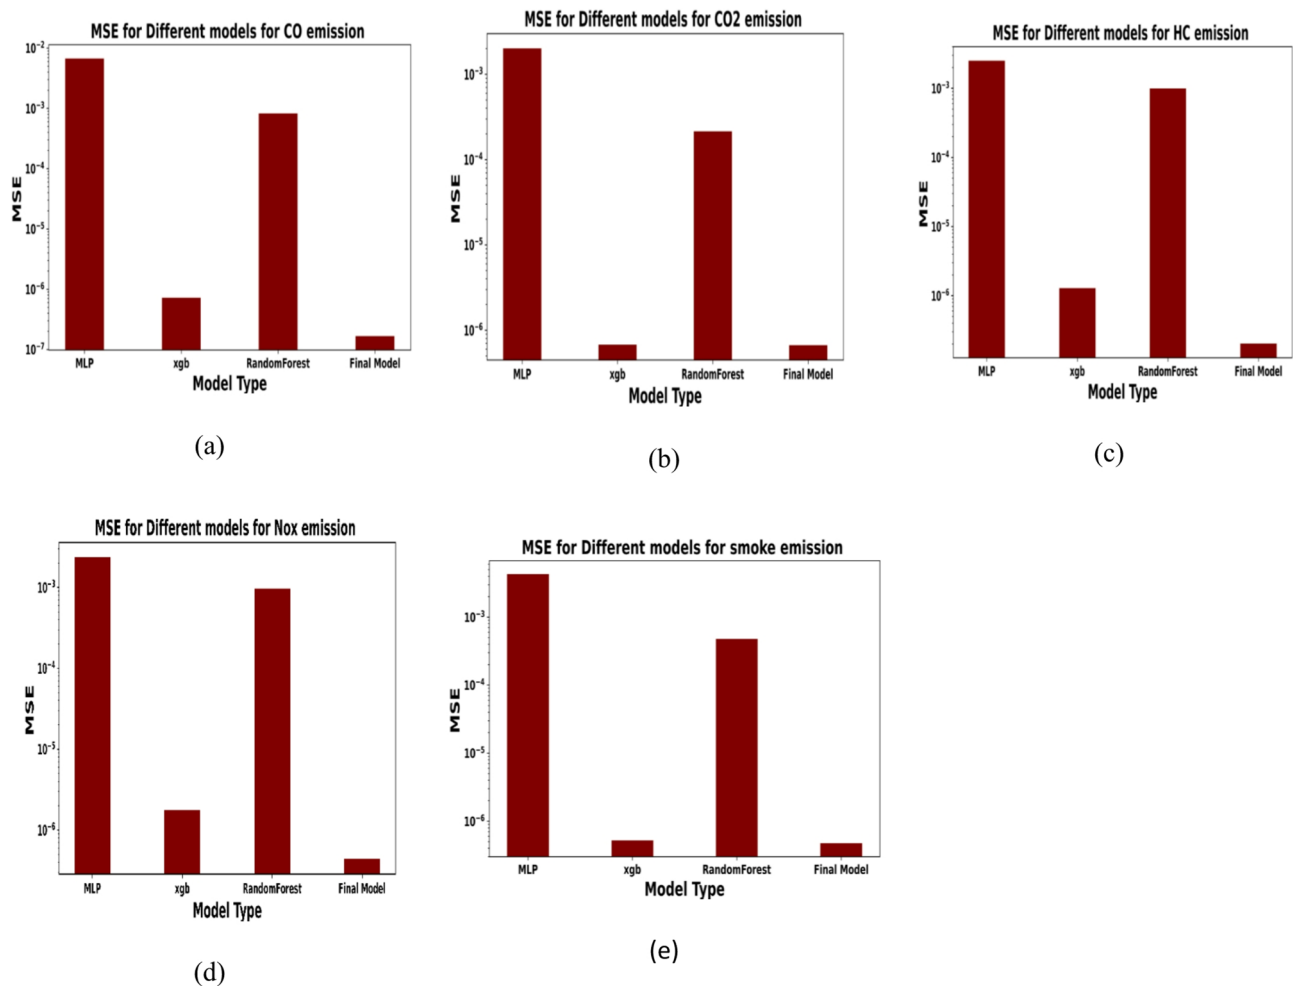 MSE for Different models for CO emission
10⁻²
10⁻³
10⁻⁴
10⁻⁵
10⁻⁶
10⁻⁷
MSE
MLP xgb RandomForest Final Model
Model Type
(a)
MSE for Different models for CO2 emission
10⁻³
10⁻⁴
10⁻⁵
10⁻⁶
MSE
MLP xgb RandomForest Final Model
Model Type
(b)
MSE for Different models for HC emission
10⁻³
10⁻⁴
10⁻⁵
10⁻⁶
MSE
MLP xgb RandomForest Final Model
Model Type
(c)
MSE for Different models for Nox emission
10⁻³
10⁻⁴
10⁻⁵
10⁻⁶
MSE
MLP xgb RandomForest Final Model
Model Type
(d)
MSE for Different models for smoke emission
10⁻³
10⁻⁴
10⁻⁵
10⁻⁶
MSE
MLP xgb RandomForest Final Model
Model Type
(e)